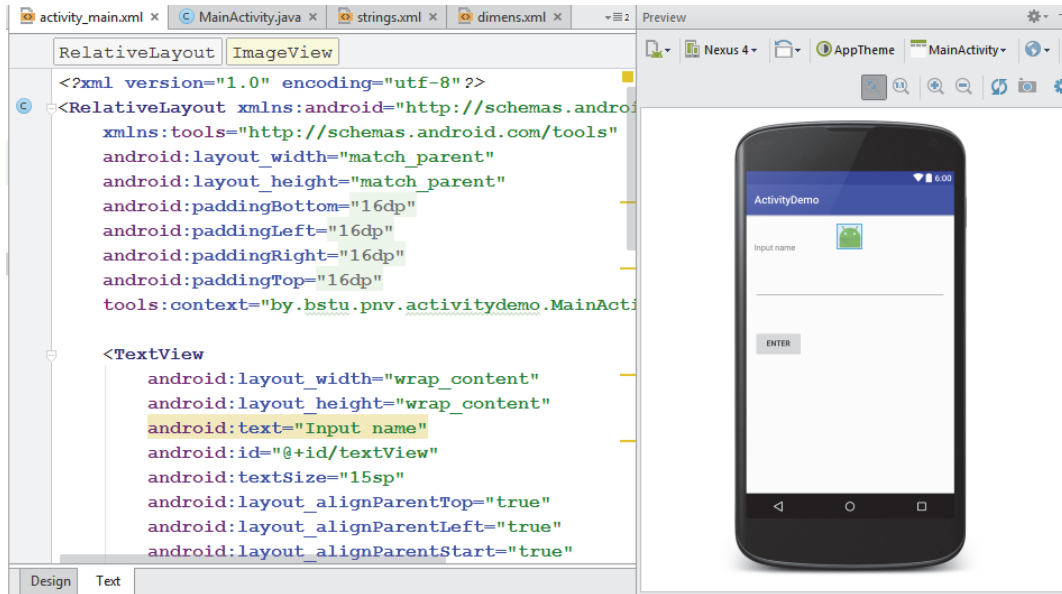 activity_main.xml × MainActivity.java × strings.xml × dimens.xml × 2
RelativeLayout ImageView
<?xml version="1.0" encoding="utf-8"?>
<RelativeLayout xmlns:android="http://schemas.androi
xmlns:tools="http://schemas.android.com/tools"
android:layout_width="match_parent"
android:layout_height="match_parent"
android:paddingBottom="16dp"
android:paddingLeft="16dp"
android:paddingRight="16dp"
android:paddingTop="16dp"
tools:context="by.bstu.pnv.activitydemo.MainActi
<TextView
android:layout_width="wrap_content"
android:layout_height="wrap_content"
android:text="Input name"
android:id="@+id/textView"
android:textSize="15sp"
android:layout_alignParentTop="true"
android:layout_alignParentLeft="true"
android:layout_alignParentStart="true"
Design Text
Preview
Nexus 4 AppTheme MainActivity
6:00
ActivityDemo
Input name
ENTER